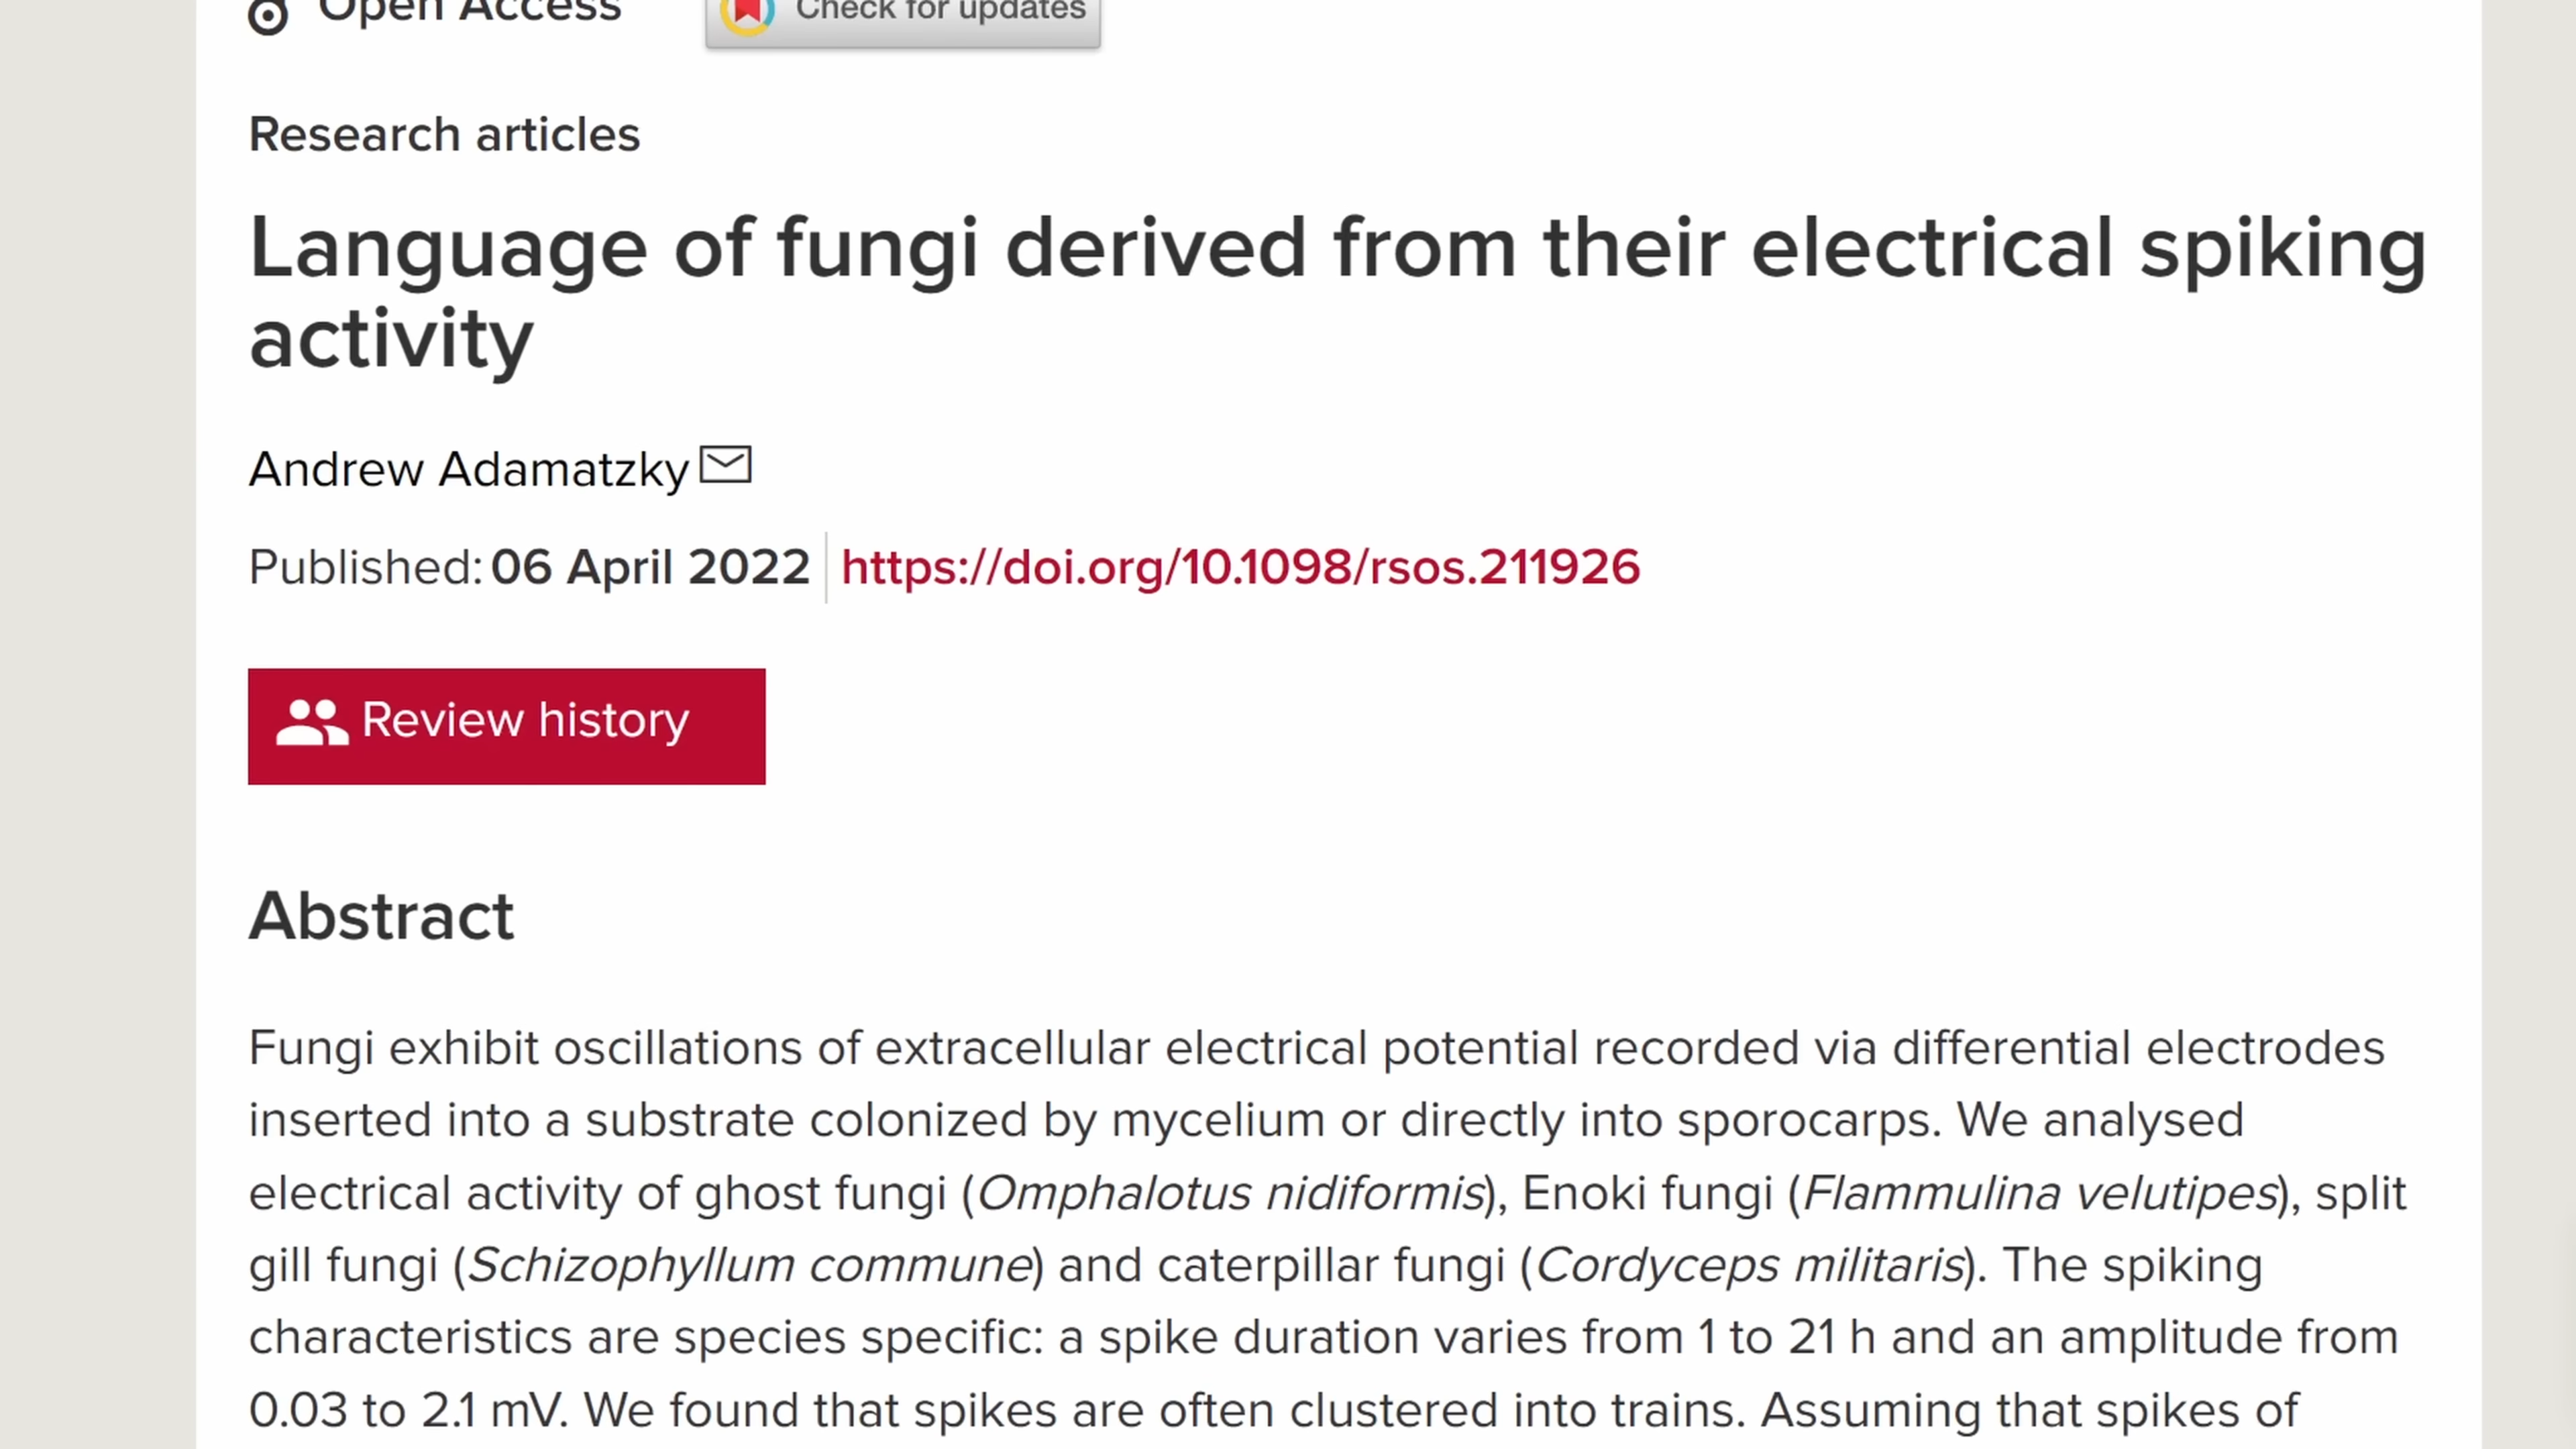 Open Access
Check for updates
Research articles
Language of fungi derived from their electrical spiking
activity
Andrew Adamatzky
Published: 06 April 2022 https://doi.org/10.1098/rsos.211926
Review history
Abstract
Fungi exhibit oscillations of extracellular electrical potential recorded via differential electrodes
inserted into a substrate colonized by mycelium or directly into sporocarps. We analysed
electrical activity of ghost fungi (Omphalotus nidiformis), Enoki fungi (Flammulina velutipes), split
gill fungi (Schizophyllum commune) and caterpillar fungi (Cordyceps militaris). The spiking
characteristics are species specific: a spike duration varies from 1 to 21 h and an amplitude from
0.03 to 2.1 mV. We found that spikes are often clustered into trains. Assuming that spikes of